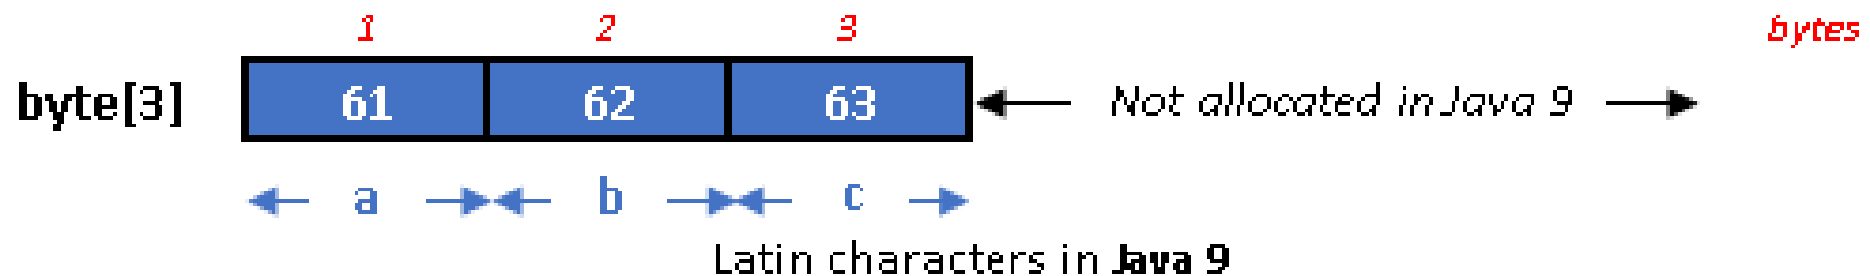 1 2 3 bytes
byte[3] 61 62 63 Not allocated in Java 9
a b c
Latin characters in Java 9